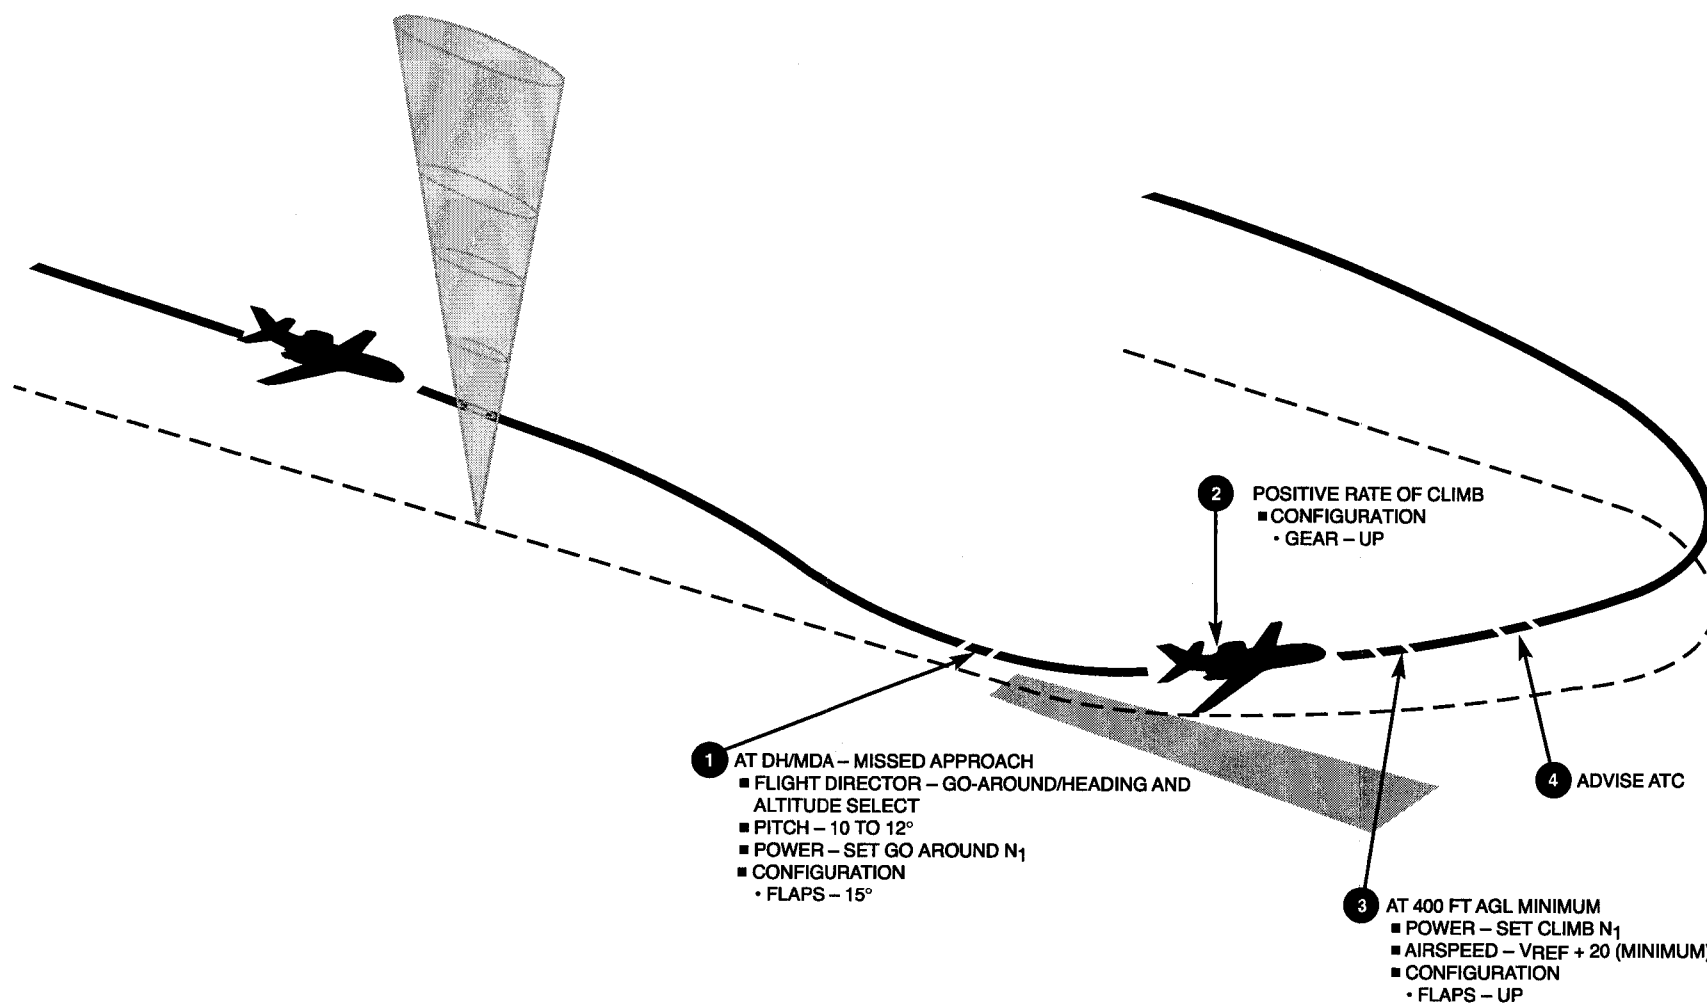 1 AT DH/MDA – MISSED APPROACH
■ FLIGHT DIRECTOR – GO-AROUND/HEADING AND
ALTITUDE SELECT
■ PITCH – 10 TO 12°
■ POWER – SET GO AROUND N1
■ CONFIGURATION
• FLAPS – 15°
2 POSITIVE RATE OF CLIMB
■ CONFIGURATION
• GEAR – UP
3 AT 400 FT AGL MINIMUM
■ POWER – SET CLIMB N1
■ AIRSPEED – VREF + 20 (MINIMUM)
■ CONFIGURATION
• FLAPS – UP
4 ADVISE ATC